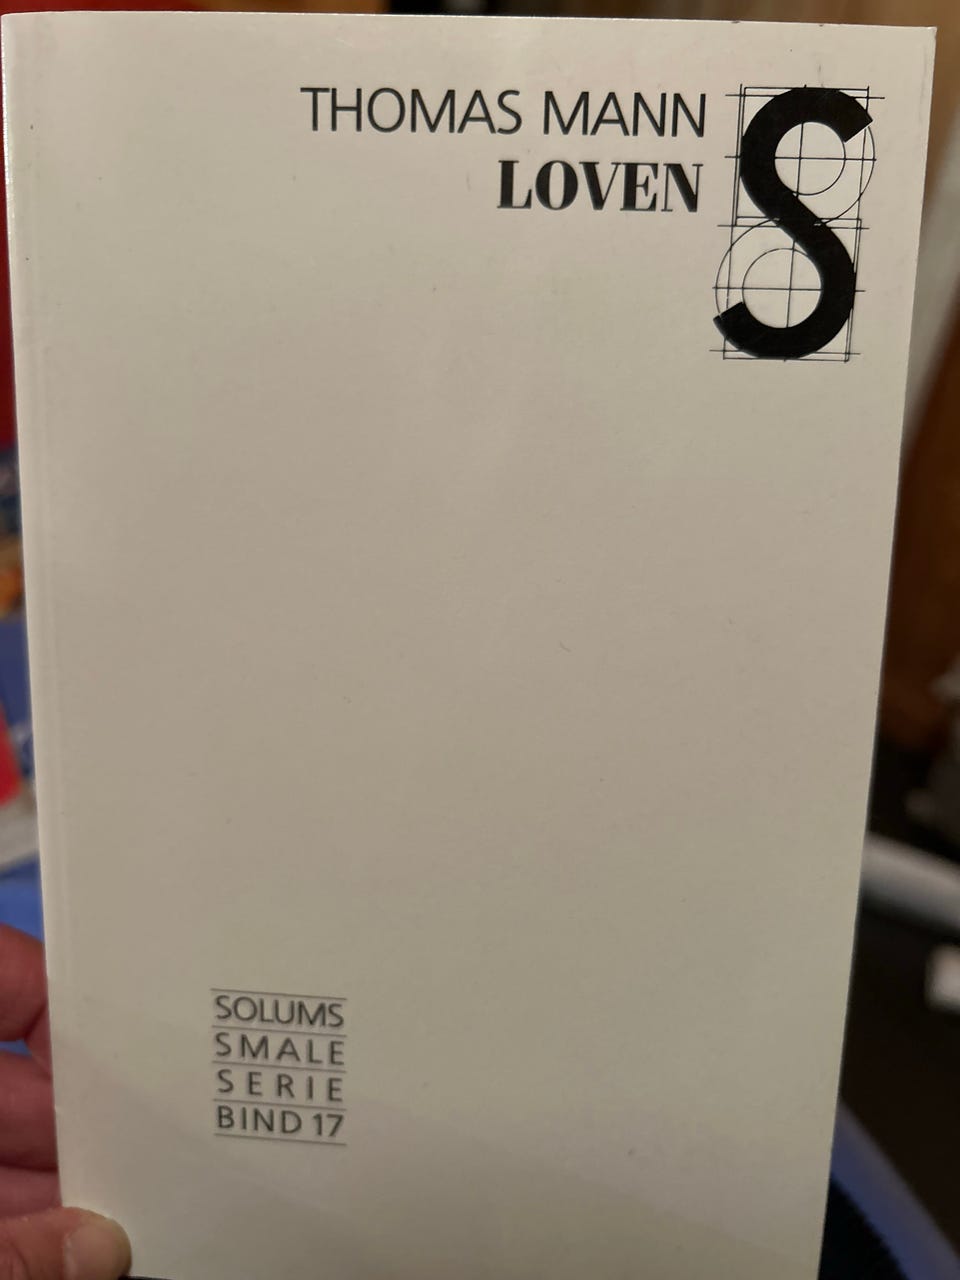 THOMAS MANN
LOVEN
S
SOLUMS
SMALE
SERIE
BIND 17